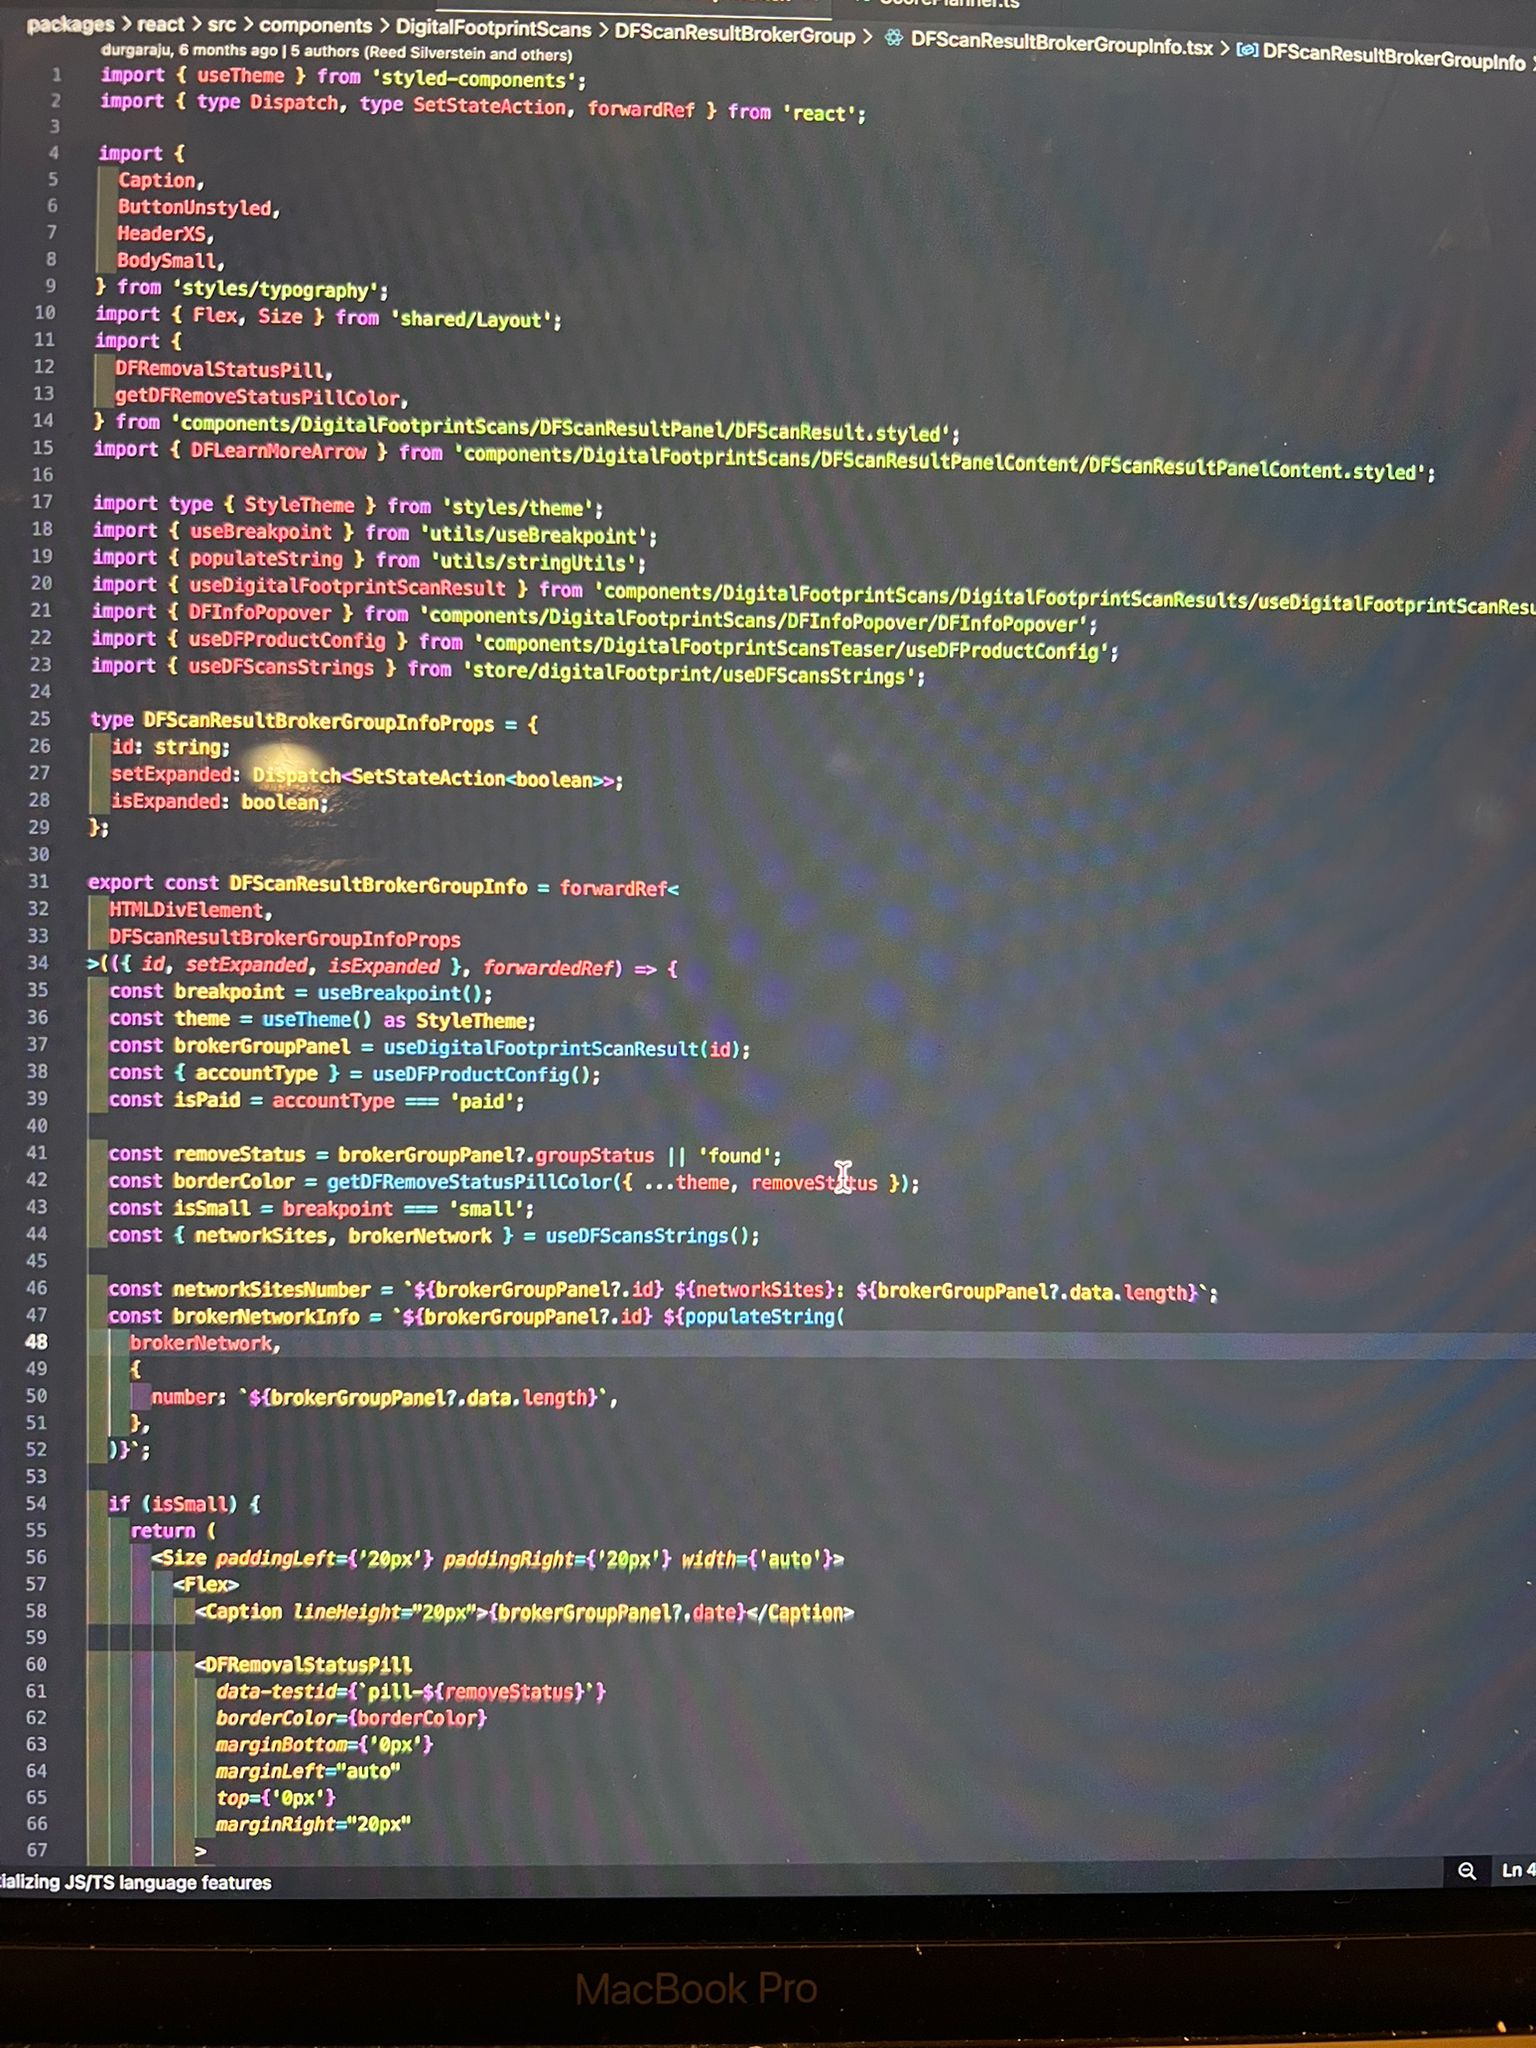 packages > react > src > components > DigitalFootprintScans > DFScanResultBrokerGroup > DFScanResultBrokerGroupInfo.tsx > DFScanResultBrokerGroupInfo
durgaraju, 6 months ago | 5 authors (Reed Silverstein and others)
1 import { useTheme } from 'styled-components';
2 import { type Dispatch, type SetStateAction, forwardRef } from 'react';
3
4 import {
5 Caption,
6 ButtonUnstyled,
7 HeaderXS,
8 BodySmall,
9 } from 'styles/typography';
10 import { Flex, Size } from 'shared/Layout';
11 import {
12 DFRemovalStatusPill,
13 getDFRemoveStatusPillColor,
14 } from 'components/DigitalFootprintScans/DFScanResultPanel/DFScanResult.styled';
15 import { DFLearnMoreArrow } from 'components/DigitalFootprintScans/DFScanResultPanelContent/DFScanResultPanelContent.styled';
16
17 import type { StyleTheme } from 'styles/theme';
18 import { useBreakpoint } from 'utils/useBreakpoint';
19 import { populateString } from 'utils/stringUtils';
20 import { useDigitalFootprintScanResult } from 'components/DigitalFootprintScans/DigitalFootprintScanResults/useDigitalFootprintScanResu
21 import { DFInfoPopover } from 'components/DigitalFootprintScans/DFInfoPopover/DFInfoPopover';
22 import { useDFProductConfig } from 'components/DigitalFootprintScansTeaser/useDFProductConfig';
23 import { useDFScansStrings } from 'store/digitalFootprint/useDFScansStrings';
24
25 type DFScanResultBrokerGroupInfoProps = {
26 id: string;
27 setExpanded: Dispatch<SetStateAction<boolean>>;
28 isExpanded: boolean;
29 };
30
31 export const DFScanResultBrokerGroupInfo = forwardRef<
32 HTMLDivElement,
33 DFScanResultBrokerGroupInfoProps
34 >(({ id, setExpanded, isExpanded }, forwardedRef) => {
35 const breakpoint = useBreakpoint();
36 const theme = useTheme() as StyleTheme;
37 const brokerGroupPanel = useDigitalFootprintScanResult(id);
38 const { accountType } = useDFProductConfig();
39 const isPaid = accountType === 'paid';
40
41 const removeStatus = brokerGroupPanel?.groupStatus || 'found';
42 const borderColor = getDFRemoveStatusPillColor({ ...theme, removeStatus });
43 const isSmall = breakpoint === 'small';
44 const { networkSites, brokerNetwork } = useDFScansStrings();
45
46 const networkSitesNumber = `${brokerGroupPanel?.id} ${networkSites}: ${brokerGroupPanel?.data.length}`;
47 const brokerNetworkInfo = `${brokerGroupPanel?.id} ${populateString(
48 brokerNetwork,
49 {
50 number: `${brokerGroupPanel?.data.length}`,
51 },
52 )}`;
53
54 if (isSmall) {
55 return (
56 <Size paddingLeft={'20px'} paddingRight={'20px'} width={'auto'}>
57 <Flex>
58 <Caption lineHeight="20px">{brokerGroupPanel?.date}</Caption>
59
60 <DFRemovalStatusPill
61 data-testid={`pill-${removeStatus}`}
62 borderColor={borderColor}
63 marginBottom={'0px'}
64 marginLeft="auto"
65 top={'0px'}
66 marginRight="20px"
67 >
ializing JS/TS language features
Ln 4
MacBook Pro